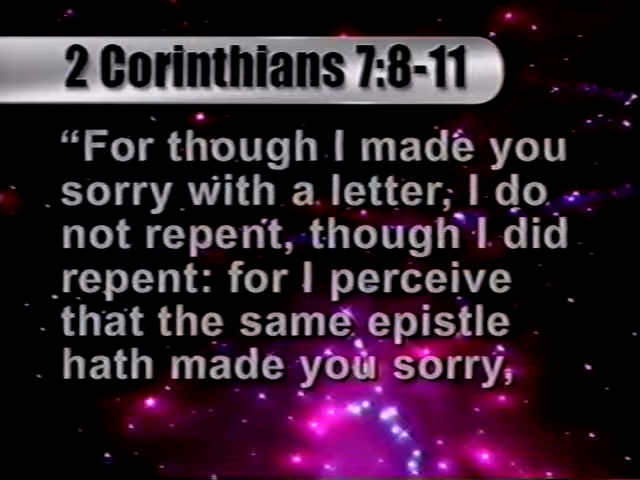 2 Corinthians 7:8-11
“For though I made you
sorry with a letter, I do
not repent, though I did
repent: for I perceive
that the same epistle
hath made you sorry,